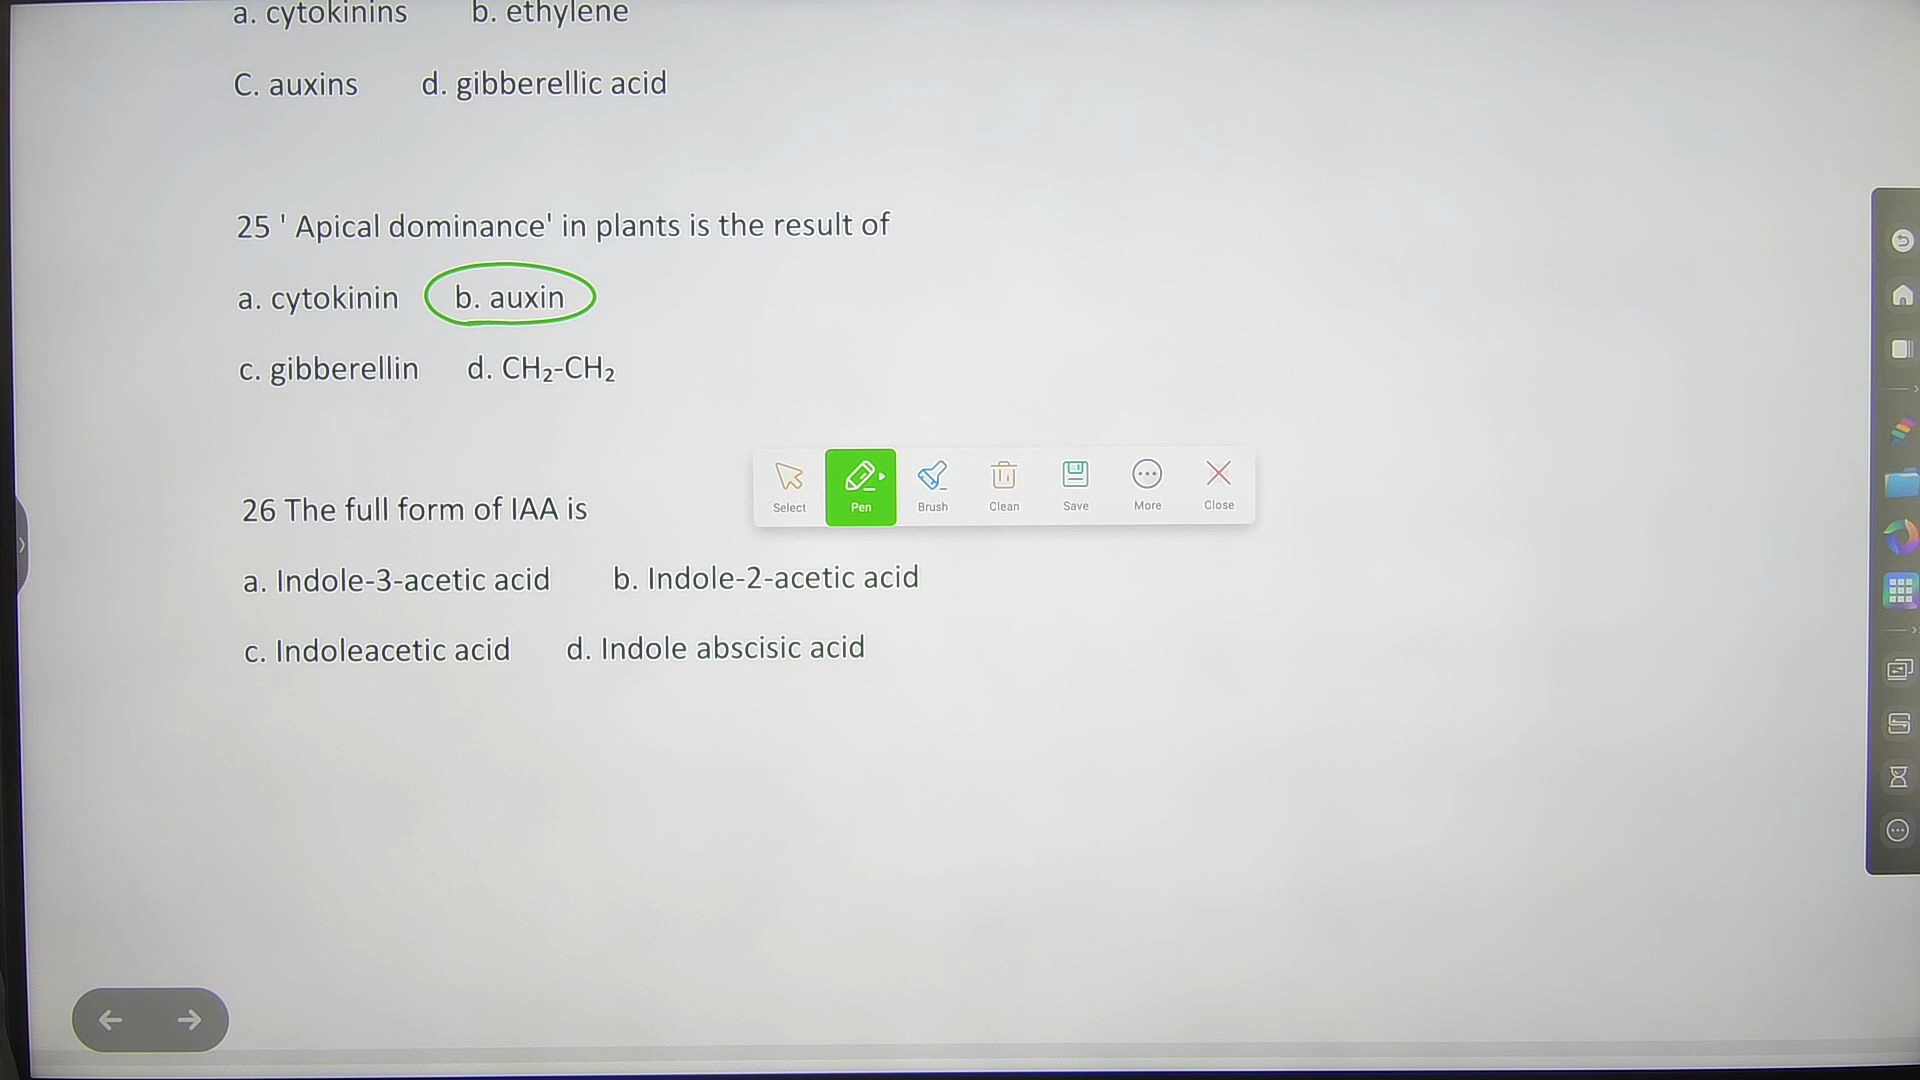 a. cytokinins b. ethylene
C. auxins d. gibberellic acid
25 ' Apical dominance' in plants is the result of
a. cytokinin b. auxin
c. gibberellin d. CH₂-CH₂
Select Pen Brush Clean Save More Close
26 The full form of IAA is
a. Indole-3-acetic acid b. Indole-2-acetic acid
c. Indoleacetic acid d. Indole abscisic acid